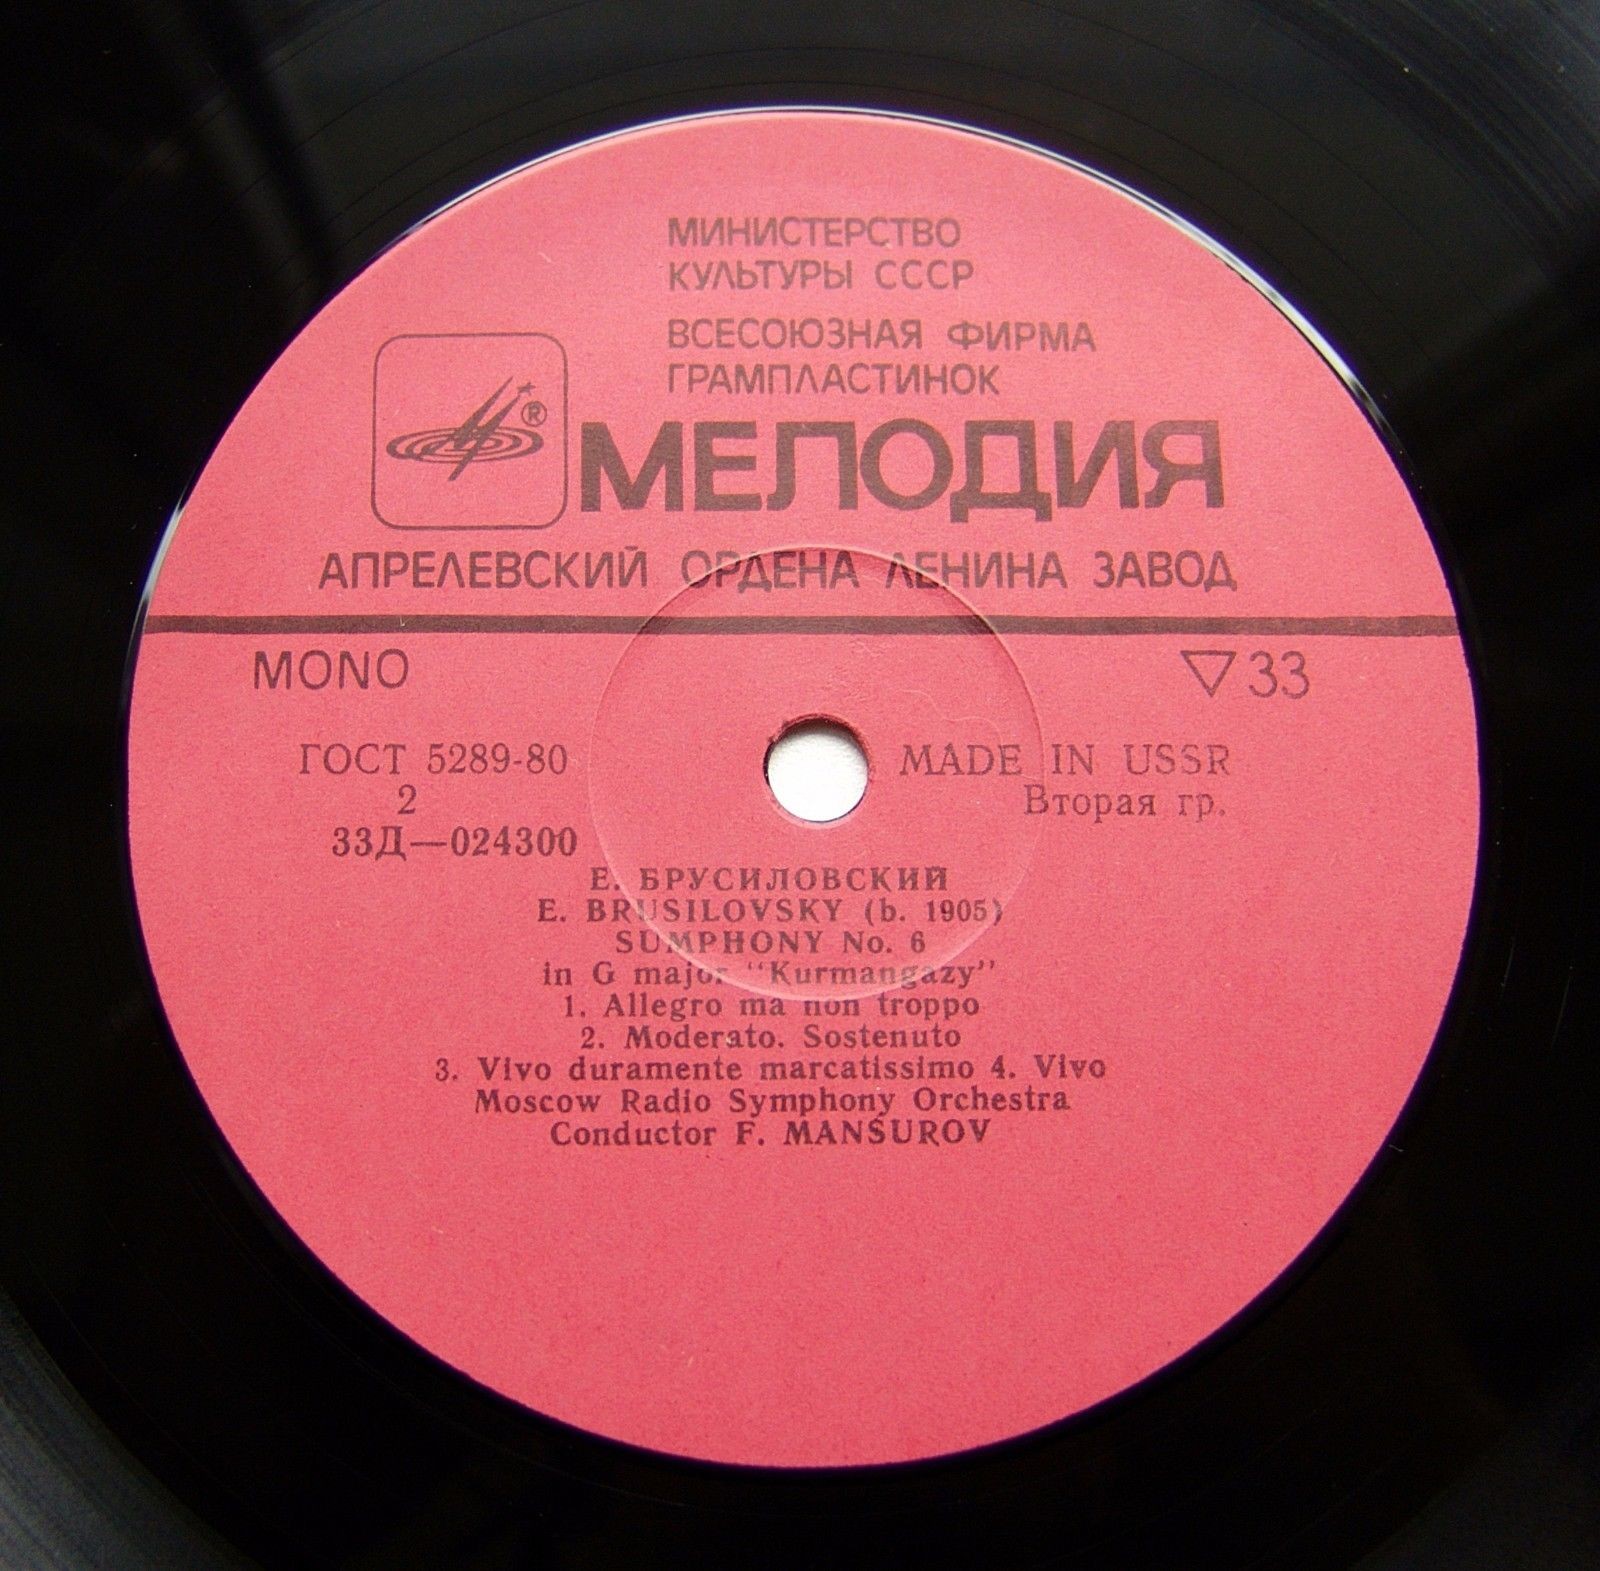 МИНИСТЕРСТВО
КУЛЬТУРЫ СССР
ВСЕСОЮЗНАЯ ФИРМА
ГРАМПЛАСТИНОК
®
МЕЛОДИЯ
АПРЕЛЕВСКИЙ ОРДЕНА ЛЕНИНА ЗАВОД
MONO ▽33
ГОСТ 5289-80 MADE IN USSR
2 Вторая гр.
33Д—024300
Е. БРУСИЛОВСКИЙ
E. BRUSILOVSKY (b. 1905)
SUMPHONY No. 6
in G major "Kurmangazy"
1. Allegro ma non troppo
2. Moderato. Sostenuto
3. Vivo duramente marcatissimo 4. Vivo
Moscow Radio Symphony Orchestra
Conductor F. MANSUROV